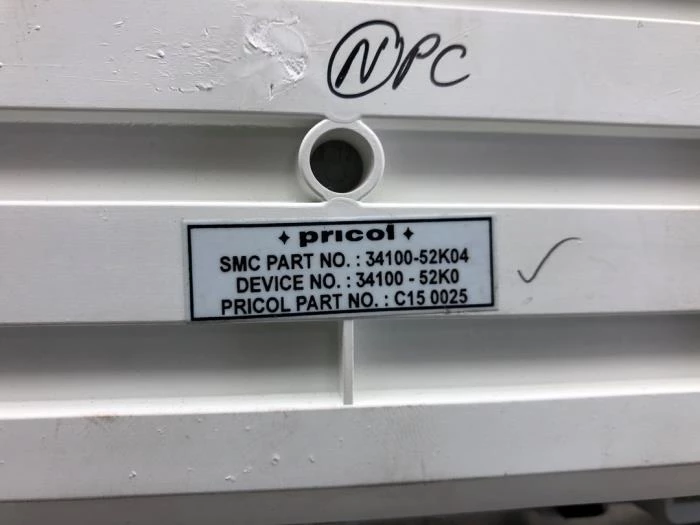 NPC
pricol
SMC PART NO. : 34100-52K04
DEVICE NO. : 34100 - 52K0
PRICOL PART NO. : C15 0025